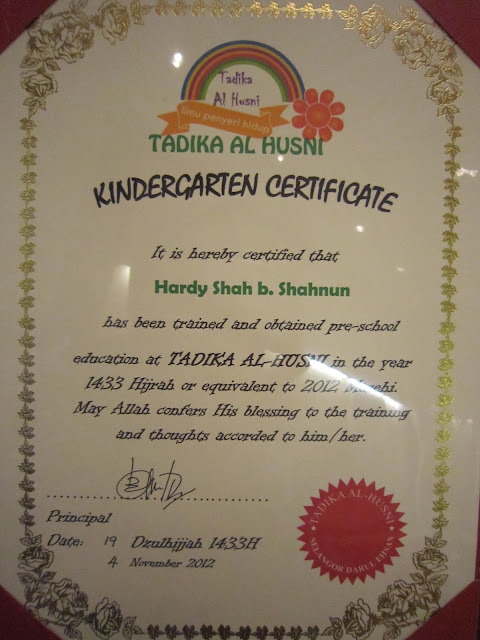 Tadika
Al Husni
Ilmu penyeri hidup
TADIKA AL HUSNI
KINDERGARTEN CERTIFICATE
It is hereby certified that
Hardy Shah b. Shahnun
has been trained and obtained pre-school
education at TADIKA AL-HUSNI in the year
1433 Hijrah or equivalent to 2012 Masehi.
May Allah confers His blessing to the training
and thoughts accorded to him/her.
Principal
Date: 19 Dzulhijjah 1433H
4 November 2012
TADIKA AL-HUSNI
SELANGOR DARUL EHSAN